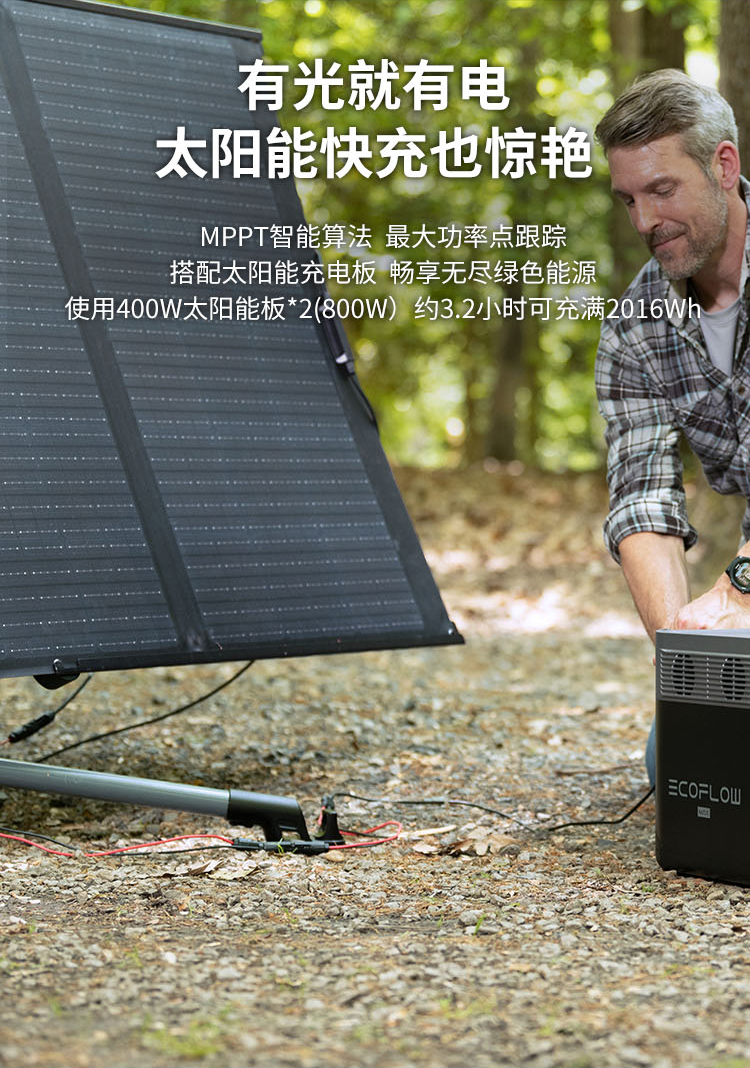 有光就有电
太阳能快充也惊艳
MPPT智能算法 最大功率点跟踪
搭配太阳能充电板 畅享无尽绿色能源
使用400W太阳能板*2(800W）约3.2小时可充满2016Wh
ECOFLOW